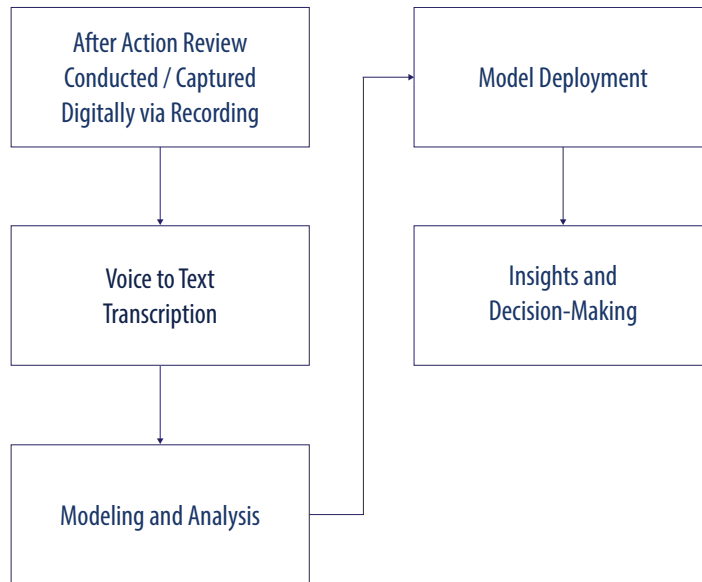 After Action Review
Conducted / Captured
Digitally via Recording
Voice to Text
Transcription
Modeling and Analysis
Model Deployment
Insights and
Decision-Making